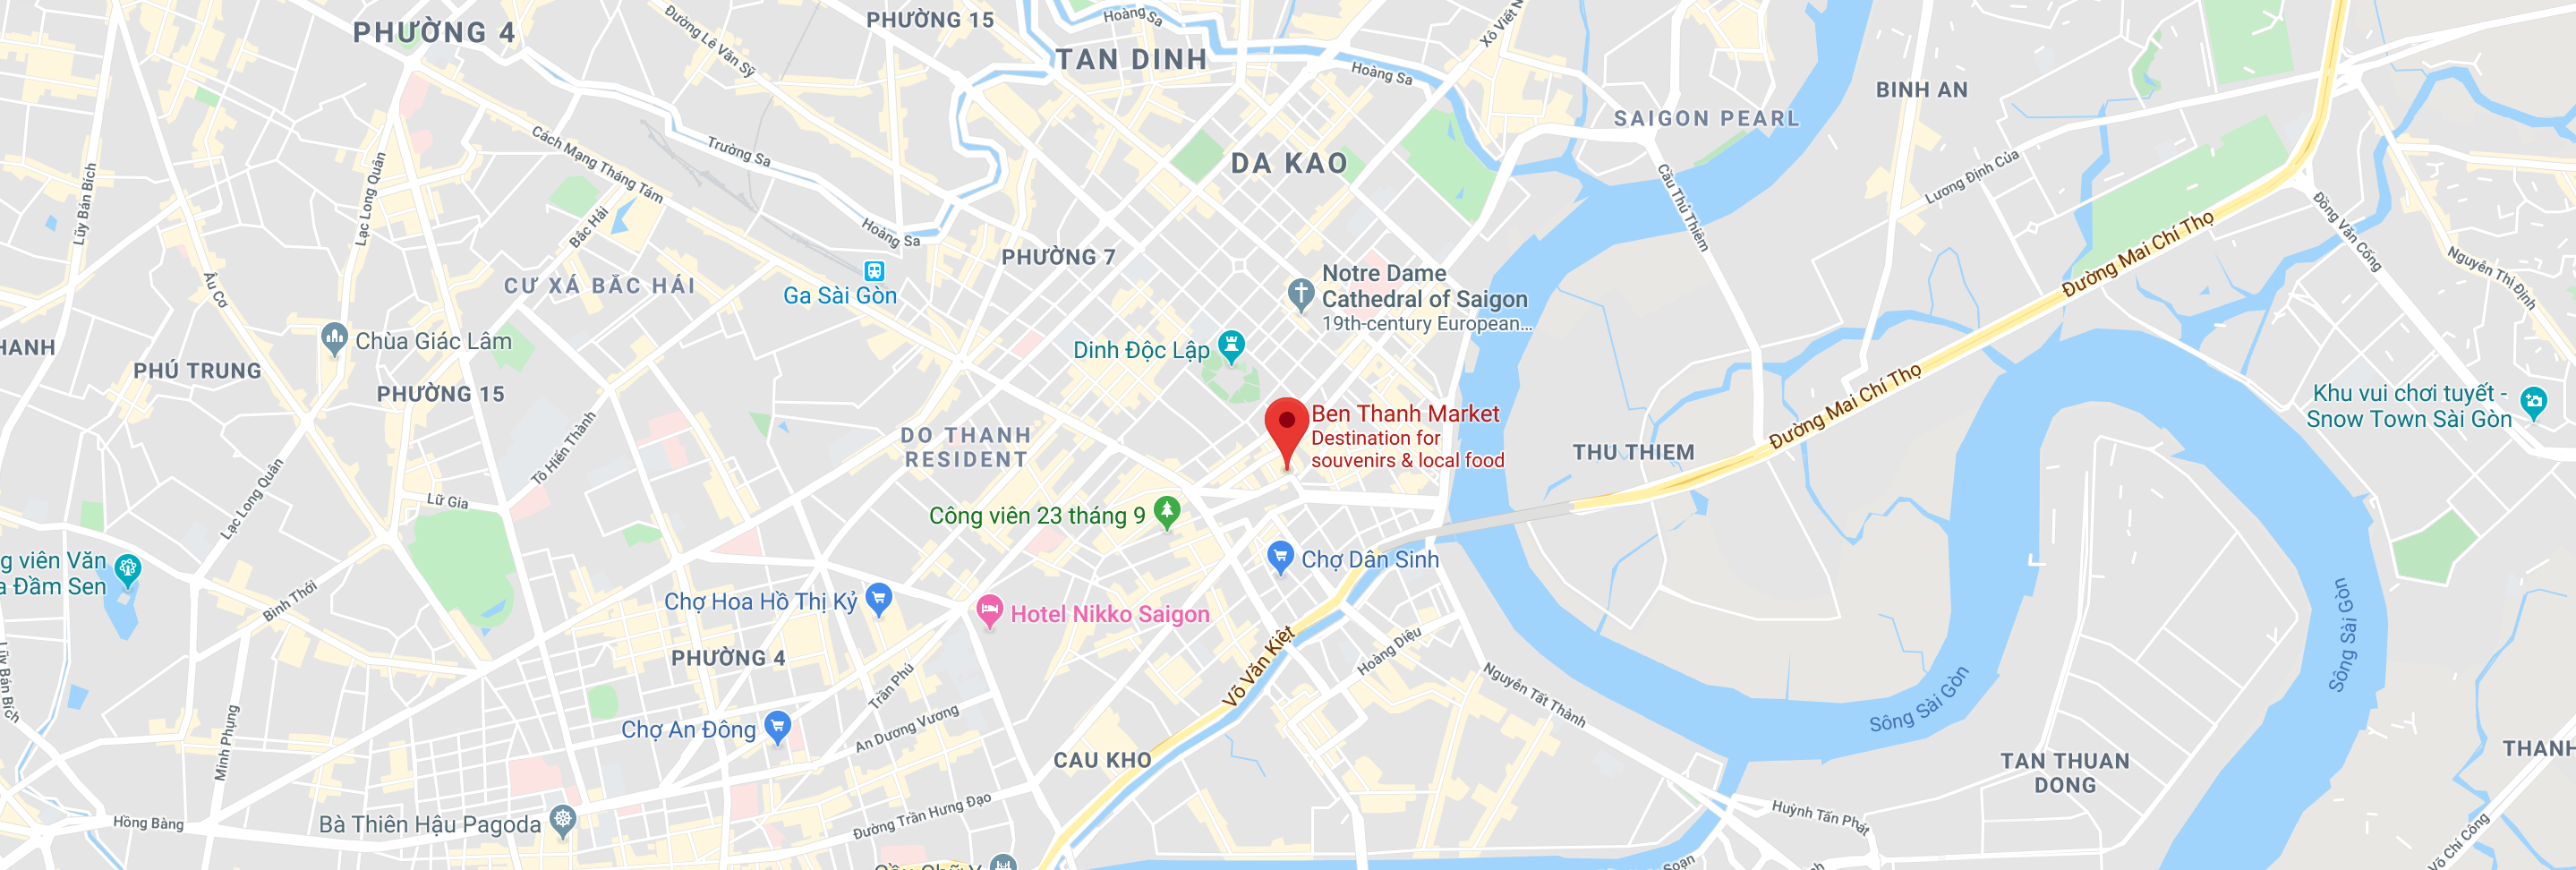 PHƯỜNG 4
Đường Lê Văn Sỹ
PHƯỜNG 15
Hoàng Sa
TAN DINH
Hoàng Sa
Xô Viết N
SAIGON PEARL
BINH AN
Cách Mạng Tháng Tám
Trường Sa
DA KAO
Lũy Bán Bích
Lạc Long Quân
Bắc Hải
Hoàng Sa
Cầu Thủ Thiêm
Lương Định Của
Đồng Văn Cống
Nguyễn Thị Định
Đường Mai Chí Thọ
PHƯỜNG 7
Âu Cơ
CƯ XÁ BẮC HẢI
Ga Sài Gòn
Notre Dame
Cathedral of Saigon
19th-century European...
Chùa Giác Lâm
HANH
PHÚ TRUNG
PHƯỜNG 15
Dinh Độc Lập
Đường Mai Chí Thọ
Khu vui chơi tuyết -
Snow Town Sài Gòn
Ben Thanh Market
Destination for
souvenirs & local food
DO THANH
RESIDENT
THU THIEM
Tô Hiến Thành
Lạc Long Quân
Lữ Gia
Công viên 23 tháng 9
g viên Văn
a Đầm Sen
Chợ Dân Sinh
Bình Thới
Chợ Hoa Hồ Thị Kỷ
Hotel Nikko Saigon
Sông Sài Gòn
Võ Văn Kiệt
Hoàng Diệu
PHƯỜNG 4
Trần Phú
Nguyễn Tất Thành
Sông Sài Gòn
Lũy Bán Bích
Minh Phụng
Chợ An Đông
An Dương Vương
CAU KHO
TAN THUAN
DONG
THANH
Hồng Bàng
Bà Thiên Hậu Pagoda
Đường Trần Hưng Đạo
Huỳnh Tấn Phát
Võ Chí Công
Soạn